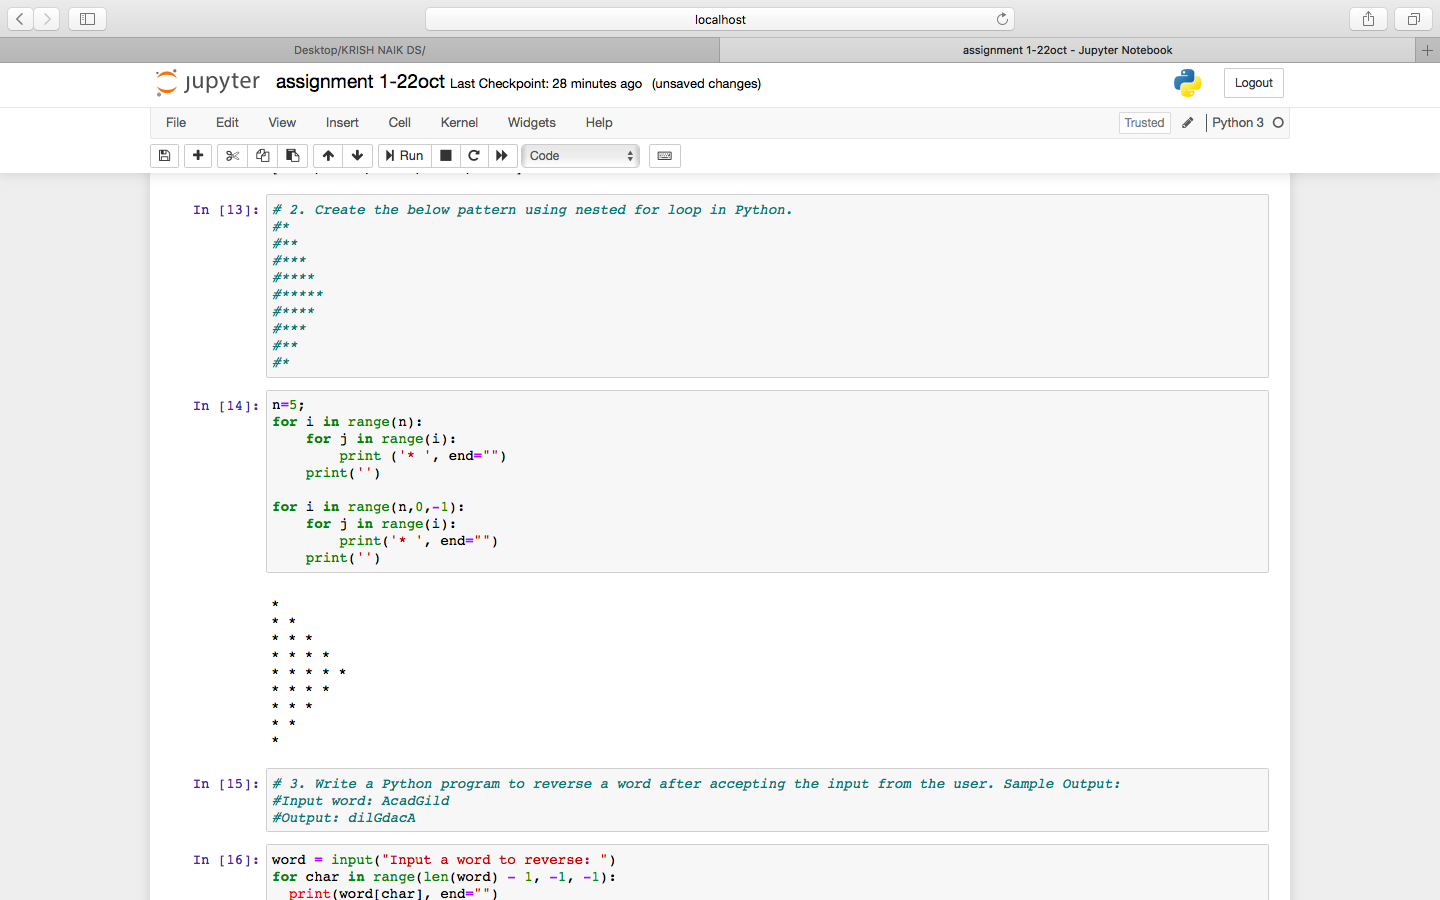 localhost
Desktop/KRISH NAIK DS/
assignment 1-22oct - Jupyter Notebook
+
jupyter assignment 1-22oct Last Checkpoint: 28 minutes ago (unsaved changes)
Logout
File Edit View Insert Cell Kernel Widgets Help
Trusted
Python 3
Run
Code
In [13]: # 2. Create the below pattern using nested for loop in Python.
#*
#**
#***
#****
#*****
#****
#***
#**
#*
In [14]: n=5;
for i in range(n):
    for j in range(i):
        print ('* ', end="")
    print('')
for i in range(n,0,-1):
    for j in range(i):
        print('* ', end="")
    print('')
*
* *
* * *
* * * *
* * * * *
* * * *
* * *
* *
*
In [15]: # 3. Write a Python program to reverse a word after accepting the input from the user. Sample Output:
#Input word: AcadGild
#Output: dilGdacA
In [16]: word = input("Input a word to reverse: ")
for char in range(len(word) - 1, -1, -1):
  print(word[char], end="")